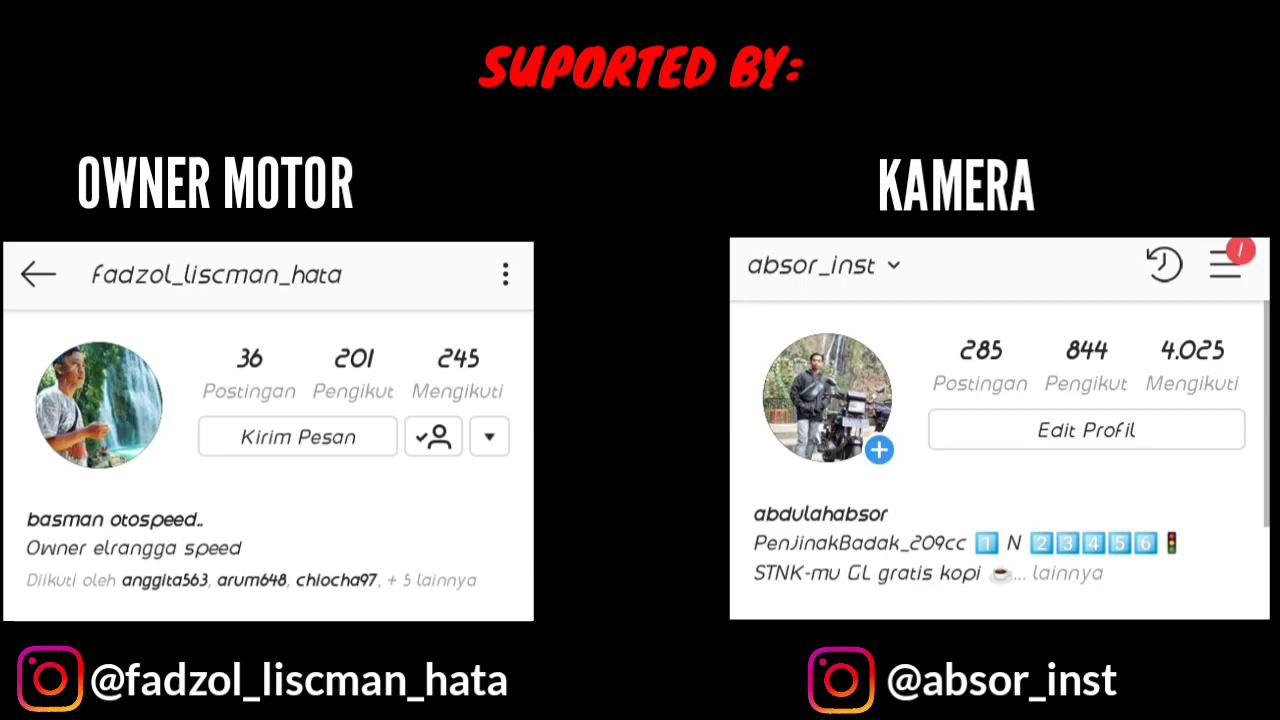 SUPORTED BY:
OWNER MOTOR
fadzol_liscman_hata
36 201 245
Postingan Pengikut Mengikuti
Kirim Pesan
basman otospeed..
Owner elrangga speed
Diikuti oleh anggita563, arum648, chiocha97, + 5 lainnya
@fadzol_liscman_hata
KAMERA
absor_inst
1
285 844 4.025
Postingan Pengikut Mengikuti
Edit Profil
abdulahabsor
PenJinakBadak_209cc 1️⃣ N 2️⃣3️⃣4️⃣5️⃣6️⃣🚦
STNK-mu GL gratis kopi ☕... lainnya
@absor_inst